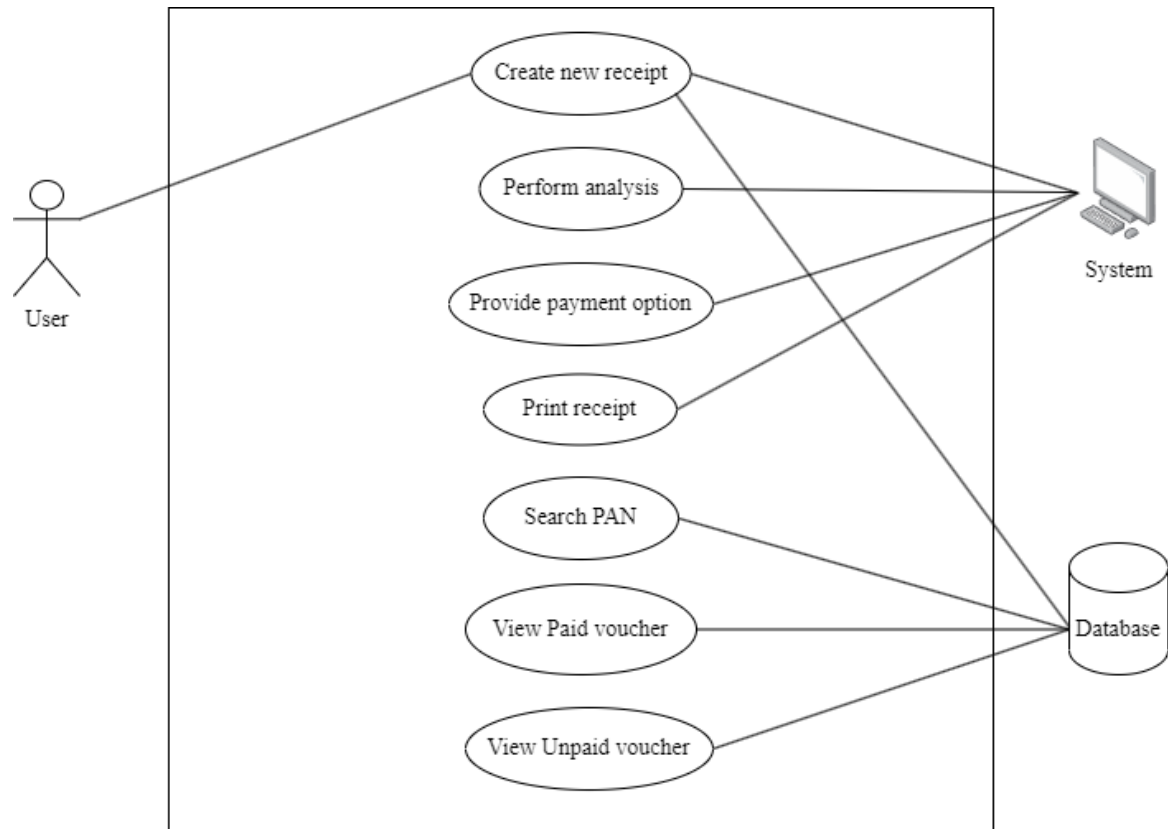 Create new receipt
Perform analysis
System
Provide payment option
User
Print receipt
Search PAN
View Paid voucher
Database
View Unpaid voucher